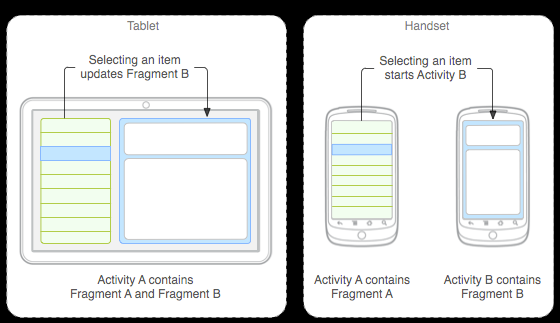 Tablet
Selecting an item
updates Fragment B
Activity A contains
Fragment A and Fragment B
Handset
Selecting an item
starts Activity B
Activity A contains
Fragment A
Activity B contains
Fragment B